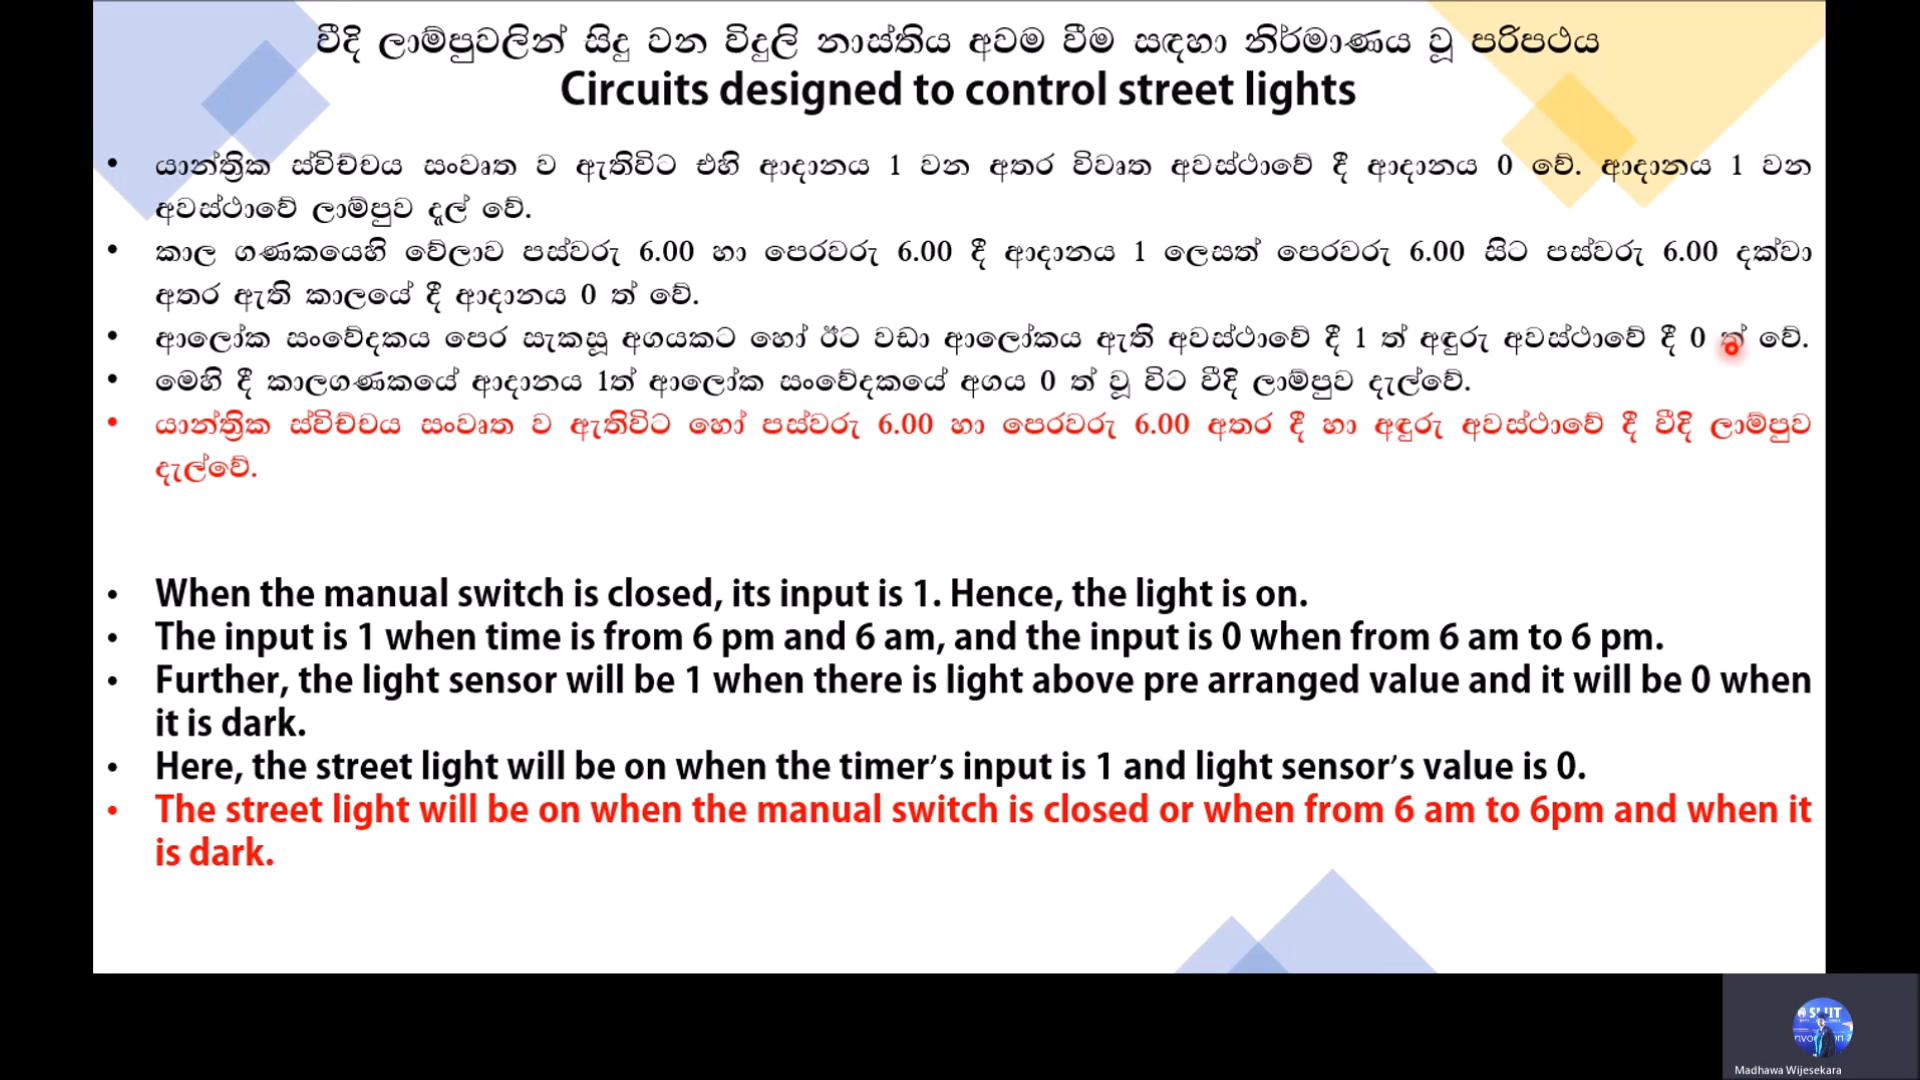 වීදි ලාම්පුවලින් සිදු වන විදුලි නාස්තිය අවම වීම සඳහා නිර්මාණය වූ පරිපථය
Circuits designed to control street lights
• යාන්ත්‍රික ස්විච්චය සංවෘත ව ඇතිවිට එහි ආදානය 1 වන අතර විවෘත අවස්ථාවේ දී ආදානය 0 වේ. ආදානය 1 වන
අවස්ථාවේ ලාම්පුව දැල් වේ.
• කාල ගණකයෙහි වේලාව පස්වරු 6.00 හා පෙරවරු 6.00 දී ආදානය 1 ලෙසත් පෙරවරු 6.00 සිට පස්වරු 6.00 දක්වා
අතර ඇති කාලයේ දී ආදානය 0 ත් වේ.
• ආලෝක සංවේදකය පෙර සැකසූ අගයකට හෝ ඊට වඩා ආලෝකය ඇති අවස්ථාවේ දී 1 ත් අඳුරු අවස්ථාවේ දී 0 ත් වේ.
• මෙහි දී කාලගණකයේ ආදානය 1ත් ආලෝක සංවේදකයේ අගය 0 ත් වූ විට වීදි ලාම්පුව දැල්වේ.
• යාන්ත්‍රික ස්විච්චය සංවෘත ව ඇතිවිට හෝ පස්වරු 6.00 හා පෙරවරු 6.00 අතර දී හා අඳුරු අවස්ථාවේ දී වීදි ලාම්පුව
දැල්වේ.
• When the manual switch is closed, its input is 1. Hence, the light is on.
• The input is 1 when time is from 6 pm and 6 am, and the input is 0 when from 6 am to 6 pm.
• Further, the light sensor will be 1 when there is light above pre arranged value and it will be 0 when
it is dark.
• Here, the street light will be on when the timer’s input is 1 and light sensor’s value is 0.
• The street light will be on when the manual switch is closed or when from 6 am to 6pm and when it
is dark.
Madhawa Wijesekara